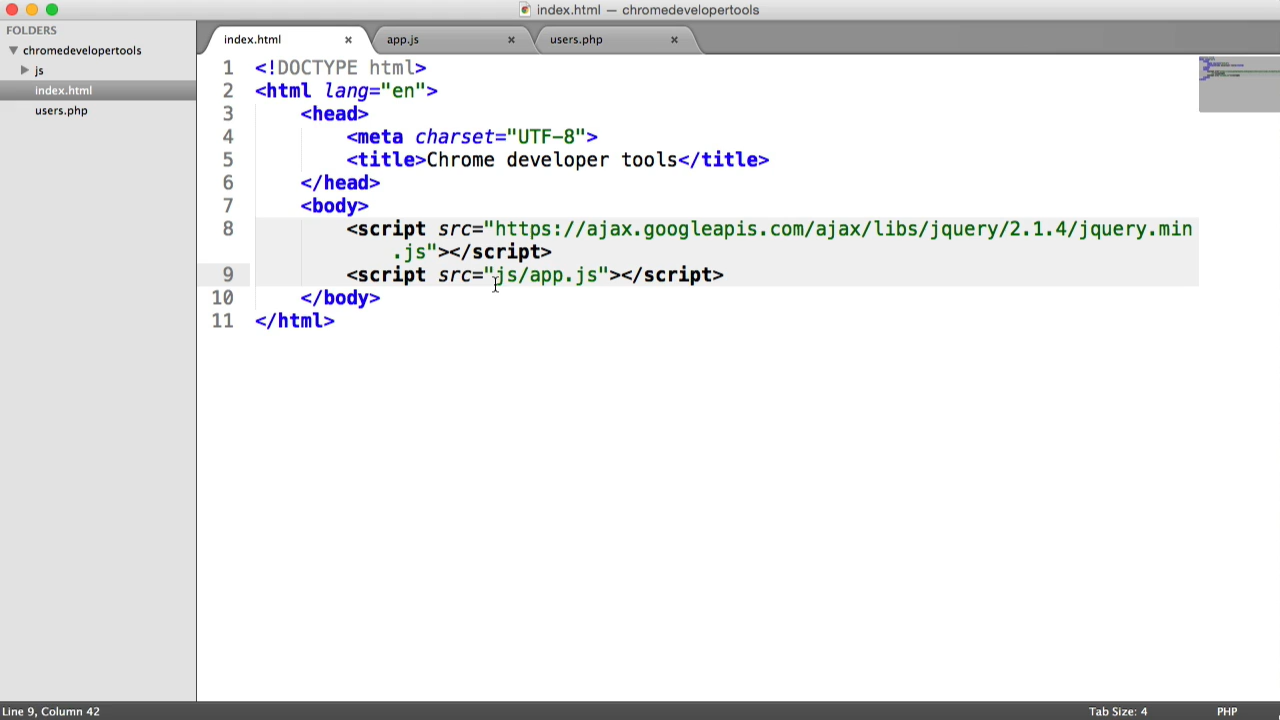 index.html — chromedevelopertools
FOLDERS
chromedevelopertools
js
index.html
users.php
index.html × app.js × users.php ×
1 <!DOCTYPE html>
2 <html lang="en">
3 <head>
4 <meta charset="UTF-8">
5 <title>Chrome developer tools</title>
6 </head>
7 <body>
8 <script src="https://ajax.googleapis.com/ajax/libs/jquery/2.1.4/jquery.min
.js"></script>
9 <script src="js/app.js"></script>
10 </body>
11 </html>
Line 9, Column 42
Tab Size: 4
PHP